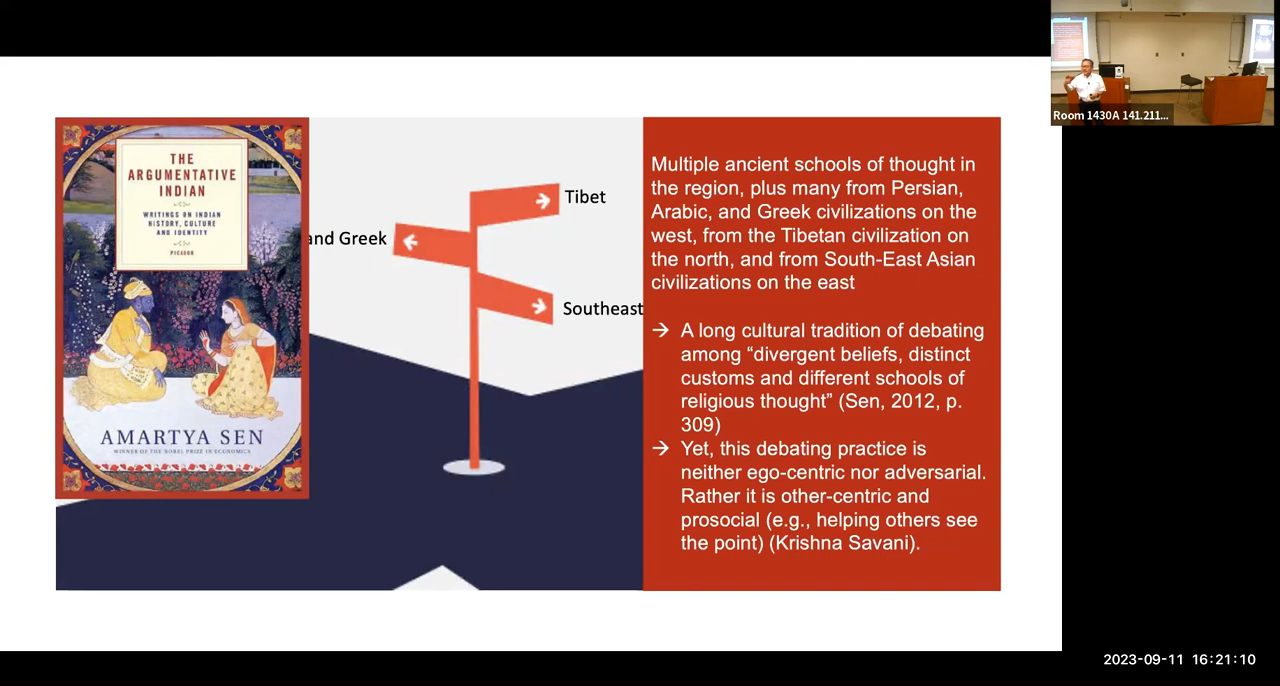 THE
ARGUMENTATIVE
INDIAN
WRITINGS ON INDIAN
HISTORY, CULTURE
AND IDENTITY
PICADOR
AMARTYA SEN
WINNER OF THE NOBEL PRIZE IN ECONOMICS
Tibet
and Greek
Southeast
Multiple ancient schools of thought in
the region, plus many from Persian,
Arabic, and Greek civilizations on the
west, from the Tibetan civilization on
the north, and from South-East Asian
civilizations on the east
→ A long cultural tradition of debating
among “divergent beliefs, distinct
customs and different schools of
religious thought” (Sen, 2012, p.
309)
→ Yet, this debating practice is
neither ego-centric nor adversarial.
Rather it is other-centric and
prosocial (e.g., helping others see
the point) (Krishna Savani).
Room 1430A 141.211...
2023-09-11 16:21:10